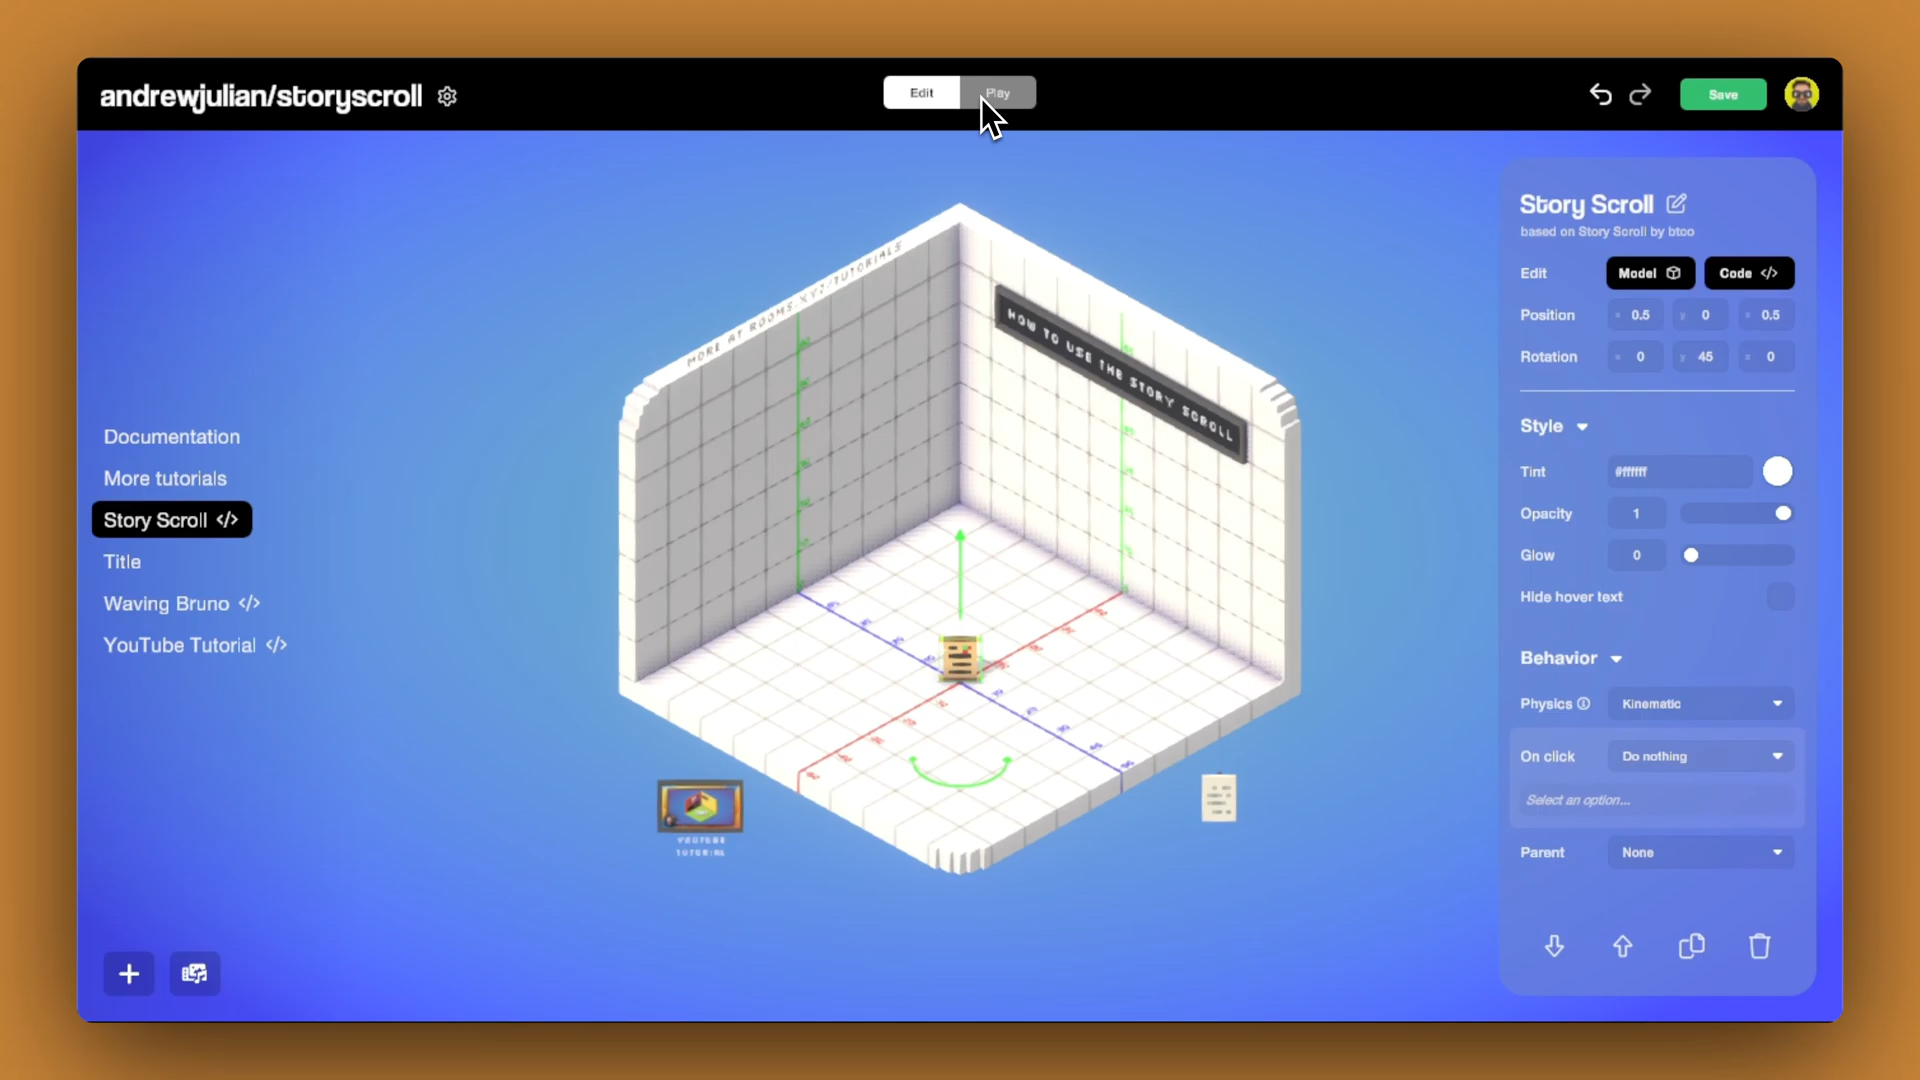 andrewjulian/storyscroll
Edit
Play
Save
MORE AT ROOMS.XYZ/TUTORIALS
HOW TO USE THE STORY SCROLL
Documentation
More tutorials
Story Scroll </>
Title
Waving Bruno </>
YouTube Tutorial </>
YOUTUBE
TUTORIAL
Story Scroll
based on Story Scroll by btco
Edit
Model
Code </>
Position
x 0.5
y 0
z 0.5
Rotation
x 0
y 45
z 0
Style
Tint
#ffffff
Opacity
1
Glow
0
Hide hover text
Behavior
Physics
Kinematic
On click
Do nothing
Select an option...
Parent
None